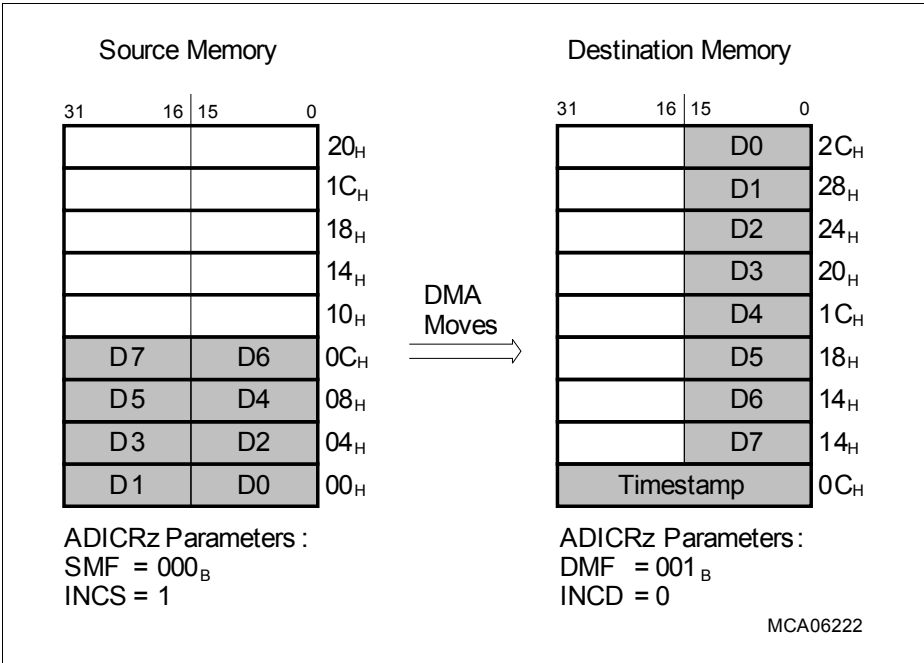 Source Memory
Destination Memory
31 16 15 0
31 16 15 0
20H
D0 2CH
1CH
D1 28H
18H
D2 24H
14H
D3 20H
10H
D4 1CH
DMA
Moves
D7 D6 0CH
D5 18H
D5 D4 08H
D6 14H
D3 D2 04H
D7 14H
D1 D0 00H
Timestamp 0CH
ADICRz Parameters :
SMF = 000B
INCS = 1
ADICRz Parameters :
DMF = 001B
INCD = 0
MCA06222